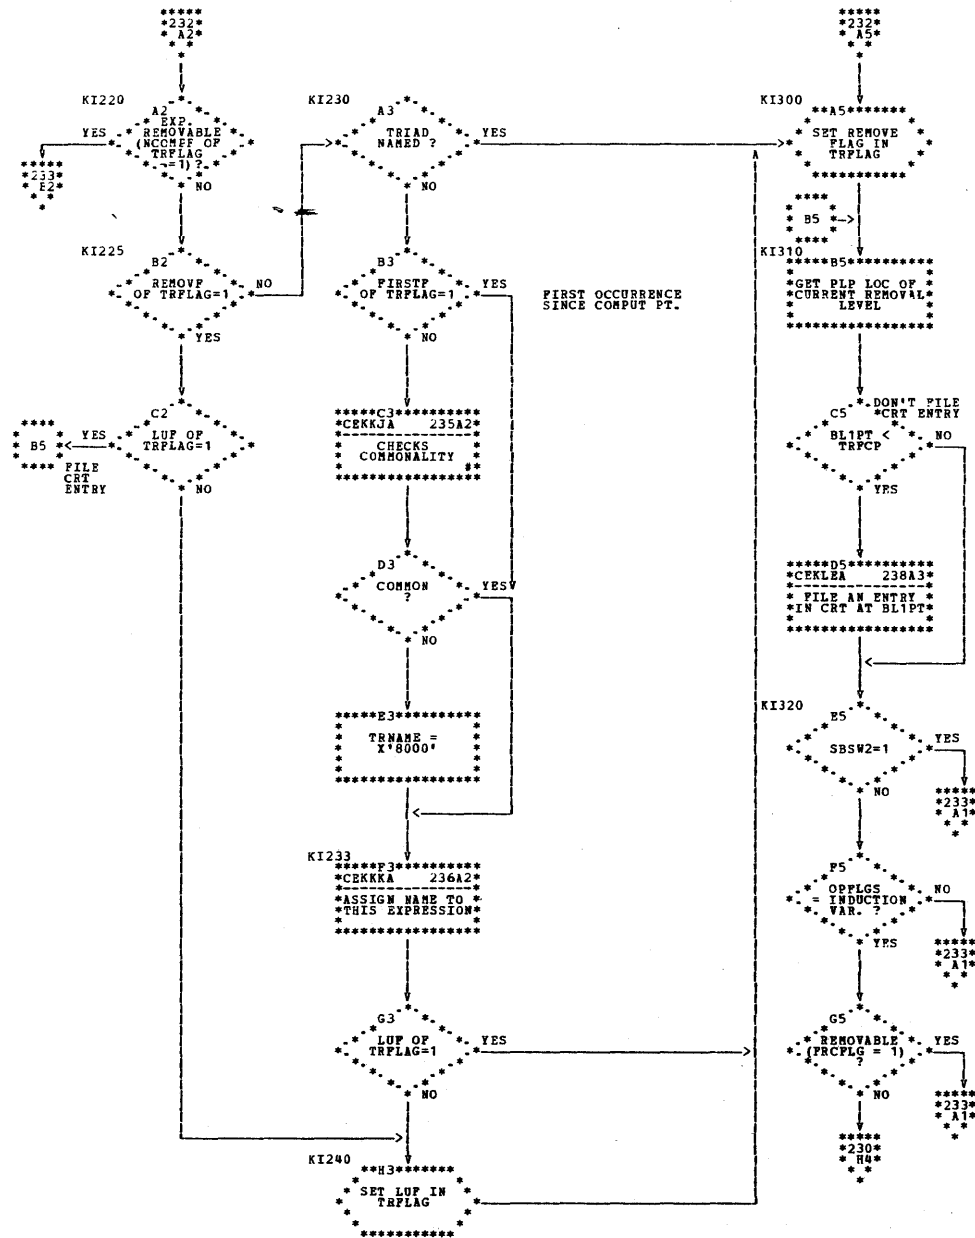 232
A2
232
A5
KI220
A2
EXP.
REMOVABLE
(NCOMPF OF
TRFLAG
¬=1)?
YES
NO
233
E2
KI230
A3
TRIAD
NAMED ?
YES
NO
KI300
A5
SET REMOVE
FLAG IN
TRFLAG
B5
KI225
B2
REMOVF
OF TRFLAG=1
NO
YES
B3
FIRSTF
OF TRFLAG=1
YES
NO
FIRST OCCURRENCE
SINCE COMPUT PT.
KI310
B5
GET PLP LOC OF
CURRENT REMOVAL
LEVEL
C2
LUF OF
TRFLAG=1
YES
NO
B5
FILE
CRT
ENTRY
C3
CEKKJA 235A2
CHECKS
COMMONALITY
DON'T FILE
CRT ENTRY
C5
BL1PT <
TRFCP
NO
YES
D3
COMMON
?
YES
NO
D5
CEKLEA 238A3
FILE AN ENTRY
IN CRT AT BL1PT
E3
TRNAME =
X'8000'
KI320
E5
SBSW2=1
YES
NO
233
A1
KI233
F3
CEKKKA 236A2
ASSIGN NAME TO
THIS EXPRESSION
F5
OPFLGS
= INDUCTION
VAR. ?
NO
YES
233
A1
G3
LUF OF
TRFLAG=1
YES
NO
G5
REMOVABLE
(PRCFLG = 1)
?
YES
NO
233
A1
230
H4
KI240
H3
SET LUF IN
TRFLAG